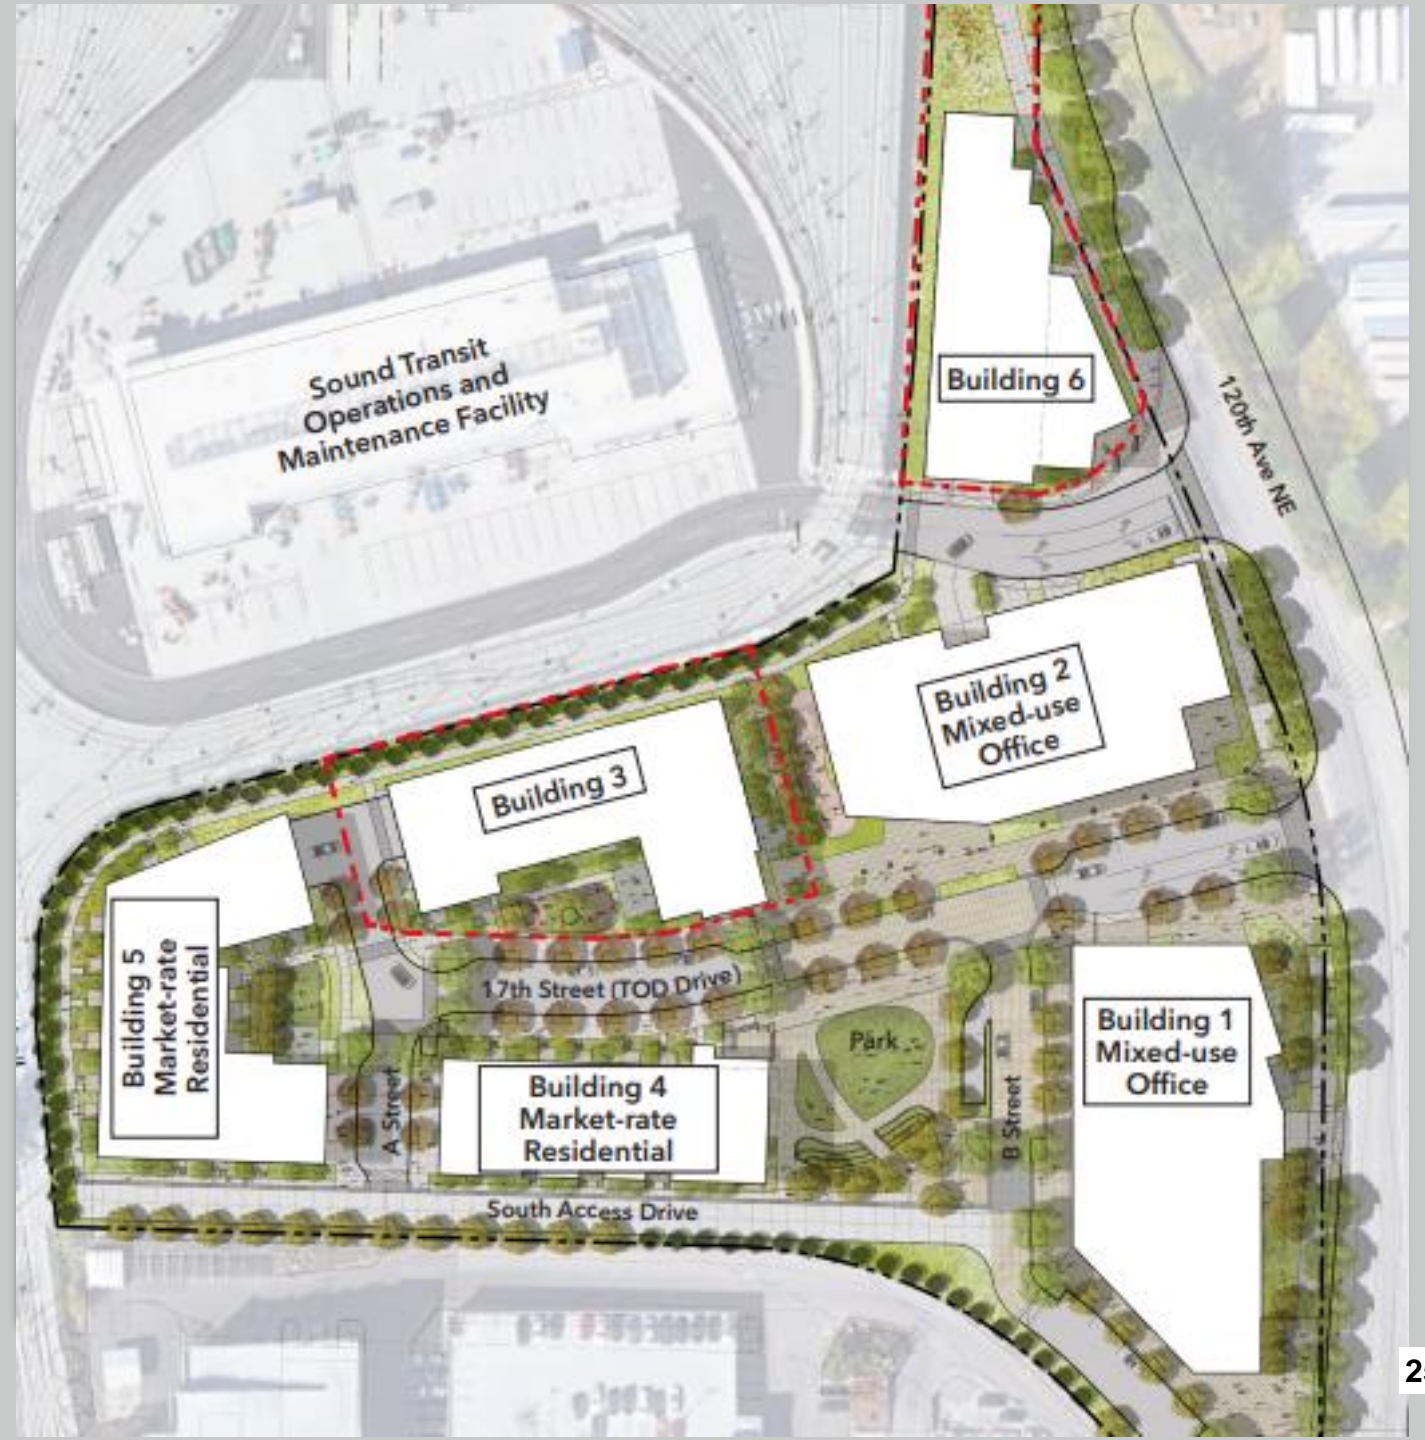 Sound Transit
Operations and
Maintenance Facility
Building 6
120th Ave NE
Building 2
Mixed-use
Office
Building 3
Building 5
Market-rate
Residential
17th Street (TOD Drive)
Park
Building 1
Mixed-use
Office
Building 4
Market-rate
Residential
A Street
B Street
South Access Drive